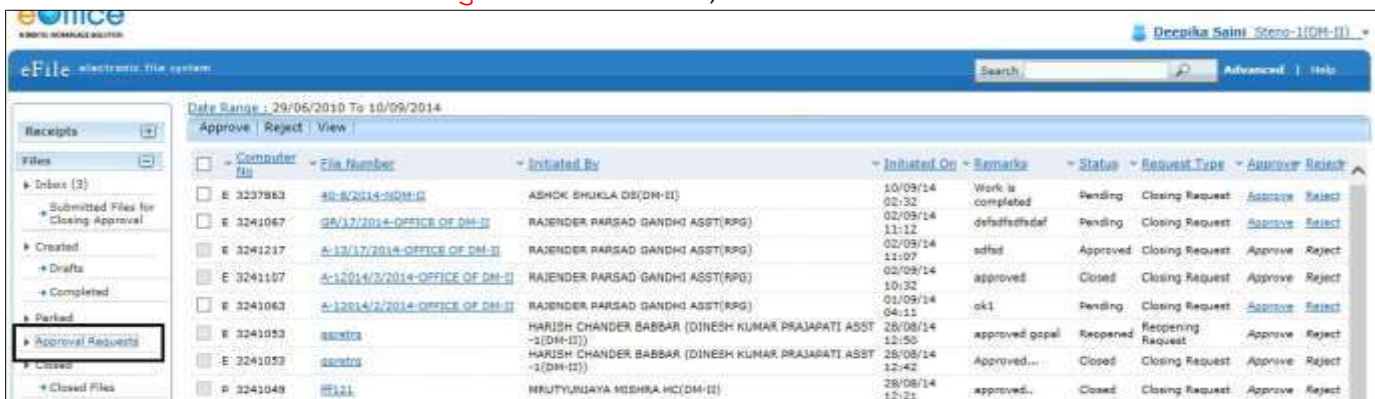 eOffice
Deepika Saini Steno-1(DM-II)
eFile electronic file system
Search
Advanced | Help
Date Range : 29/06/2010 To 10/09/2014
Receipts
Approve | Reject | View |
Files
Computer No File Number Initiated By Initiated On Remarks Status Request Type Approve Reject
Inbox (3)
Submitted Files for Closing Approval
Created
Drafts
Completed
Parked
Approval Requests
Closed
Closed Files
E 3237863 40-8/2014-NDM-II ASHOK SHUKLA DS(DM-II) 10/09/14 02:32 Work is completed Pending Closing Request Approve Reject
E 3241067 GR/17/2014-OFFICE OF DM-II RAJENDER PARSAD GANDHI ASST(RPG) 02/09/14 11:12 Pending Closing Request Approve Reject
E 3241217 A-13/17/2014-OFFICE OF DM-II RAJENDER PARSAD GANDHI ASST(RPG) 02/09/14 11:07 sdfsd Approved Closing Request Approve Reject
E 3241107 A-12014/3/2014-OFFICE OF DM-II RAJENDER PARSAD GANDHI ASST(RPG) 02/09/14 10:32 approved Closed Closing Request Approve Reject
E 3241063 A-12014/2/2014-OFFICE OF DM-II RAJENDER PARSAD GANDHI ASST(RPG) 01/09/14 04:11 ok1 Pending Closing Request Approve Reject
E 3241053 HARISH CHANDER BABBAR (DINESH KUMAR PRAJAPATI ASST -1(DM-II)) 28/08/14 12:50 approved gopal Reopened Reopening Request Approve Reject
E 3241053 HARISH CHANDER BABBAR (DINESH KUMAR PRAJAPATI ASST -1(DM-II)) 28/08/14 12:42 Approved... Closed Closing Request Approve Reject
P 3241049 fff121 MRUTYUNJAYA MISHRA HC(DM-II) 28/08/14 12:21 approved.. Closed Closing Request Approve Reject